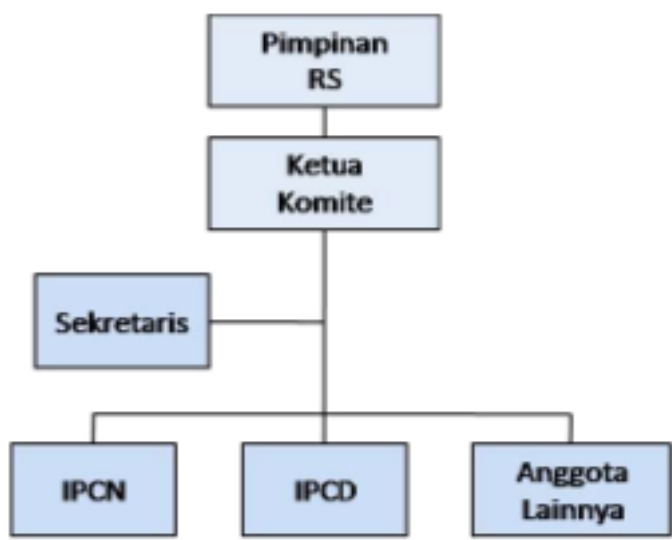 Pimpinan
RS
Ketua
Komite
Sekretaris
IPCN
IPCD
Anggota
Lainnya